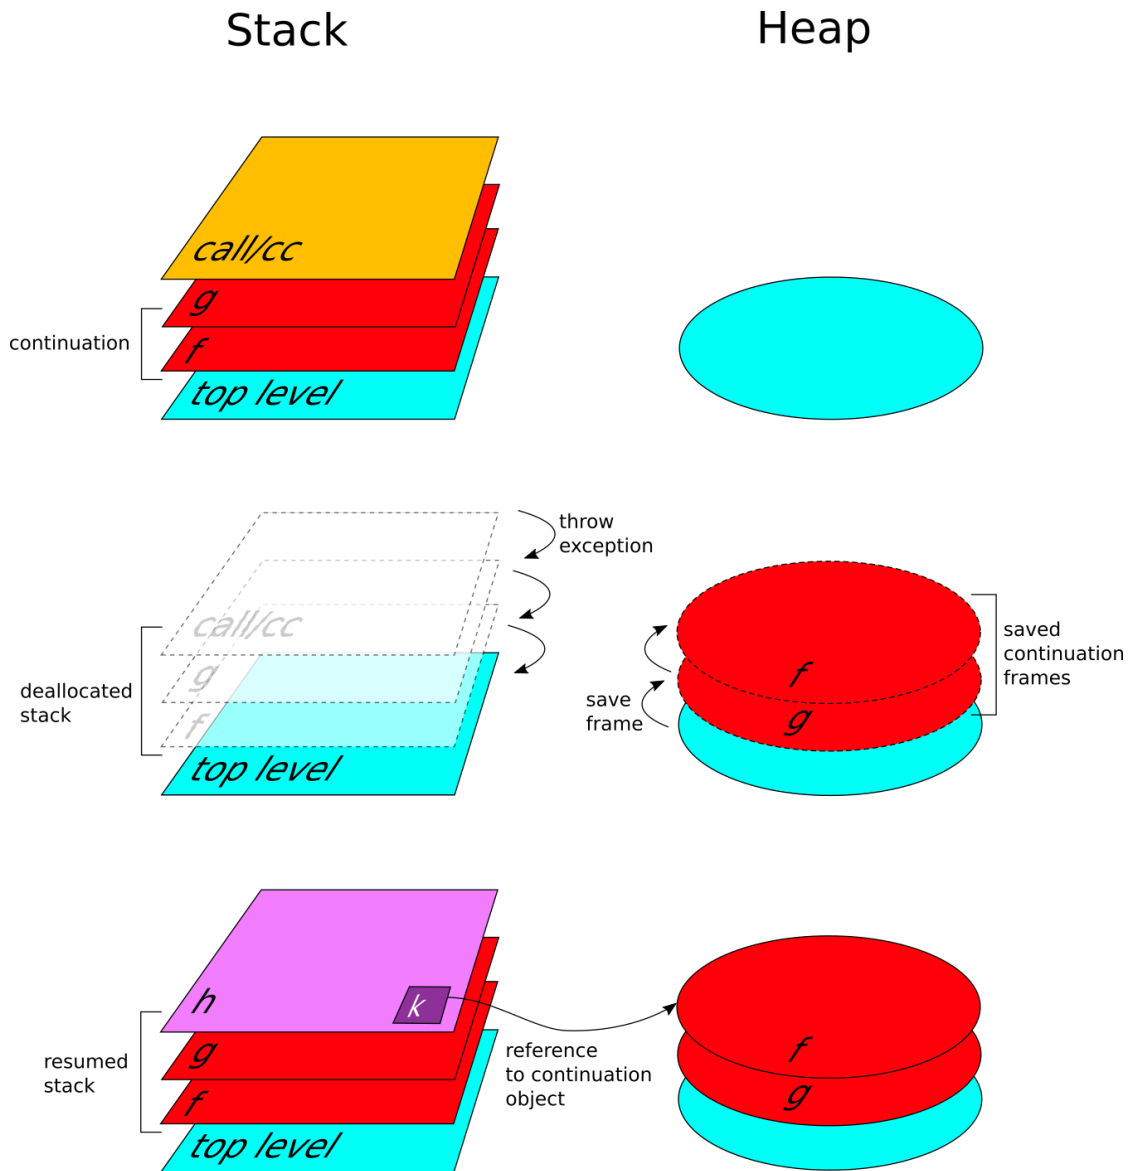 Stack
Heap
call/cc
g
f
top level
continuation
throw
exception
call/cc
g
f
top level
deallocated
stack
save
frame
f
g
saved
continuation
frames
h
k
g
f
top level
resumed
stack
reference
to continuation
object
f
g